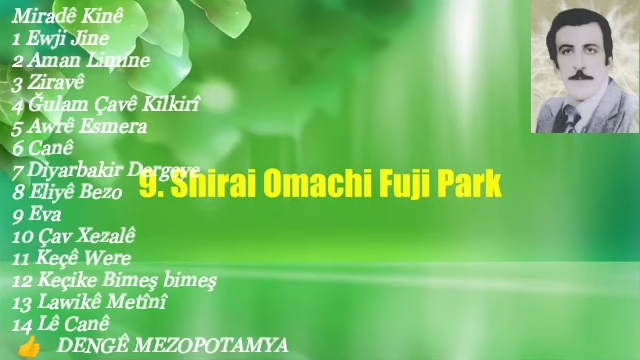 Miradê Kinê
1 Ewji Jine
2 Aman Limine
3 Ziravê
4 Ğulam Çavê Kilkirî
5 Awrê Esmera
6 Canê
7 Diyarbakir Dergeve
8 Eliyê Bezo
9. Shirai Omachi Fuji Park
9 Eva
10 Çav Xezalê
11 Keçê Were
12 Keçike Bimeş bimeş
13 Lawikê Metînî
14 Lê Canê
👍 DENGÊ MEZOPOTAMYA